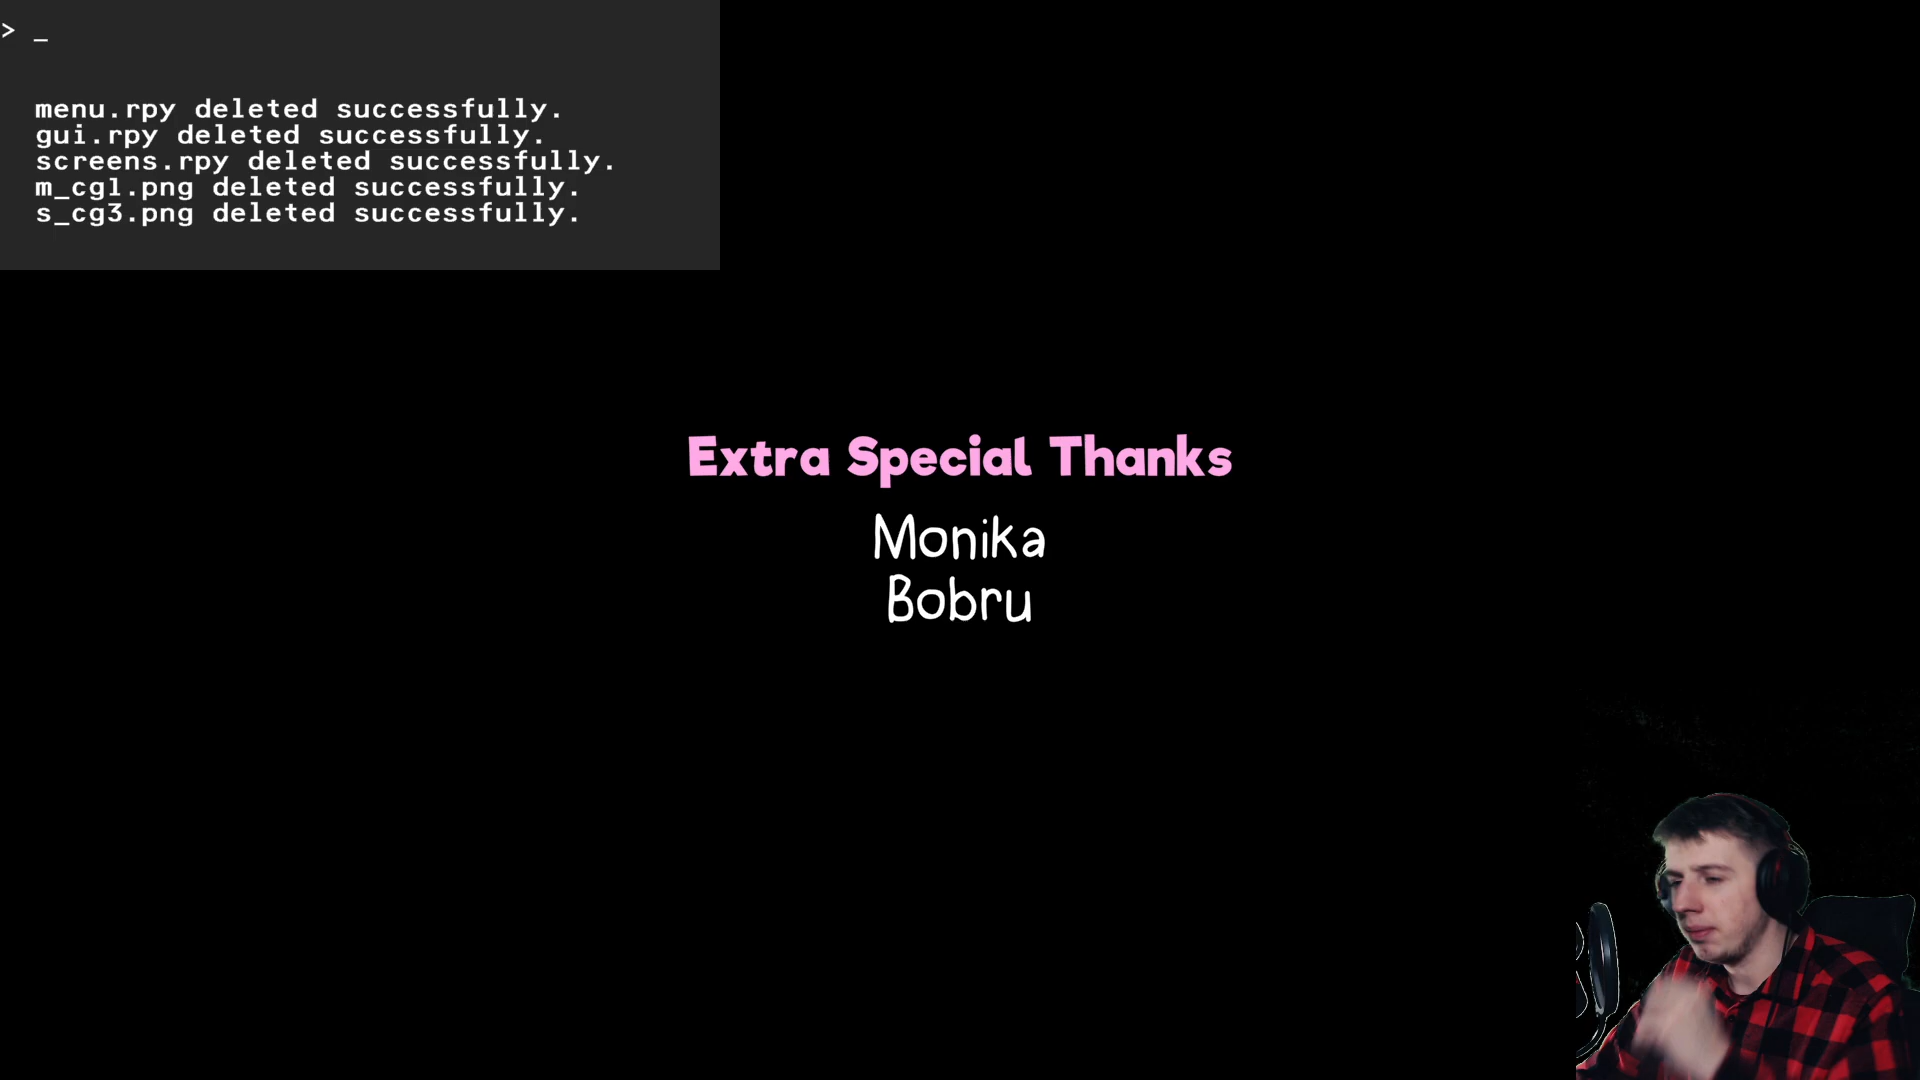 > _
menu.rpy deleted successfully.
gui.rpy deleted successfully.
screens.rpy deleted successfully.
m_cg1.png deleted successfully.
s_cg3.png deleted successfully.
Extra Special Thanks
Monika
Bobru